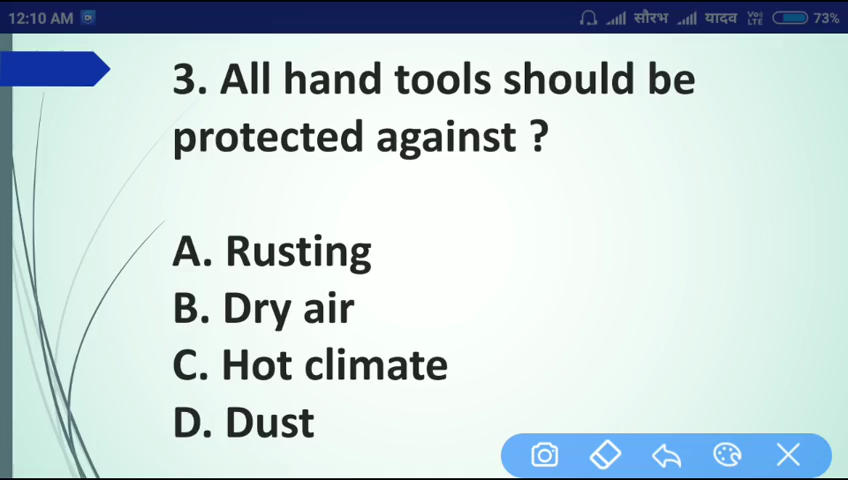 12:10 AM सौरभ यादव VoLTE 73%
3. All hand tools should be
protected against ?
A. Rusting
B. Dry air
C. Hot climate
D. Dust